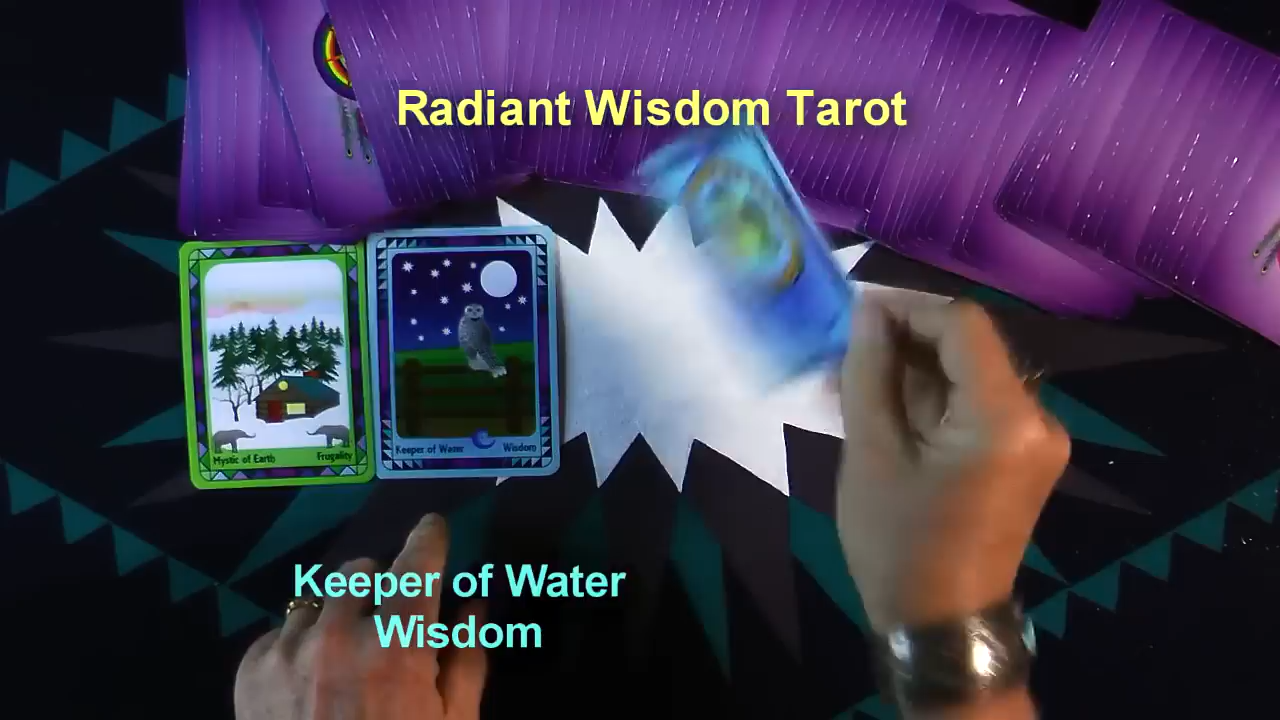 Radiant Wisdom Tarot
Mystic of Earth Frugality
Keeper of Water Wisdom
Keeper of Water
Wisdom